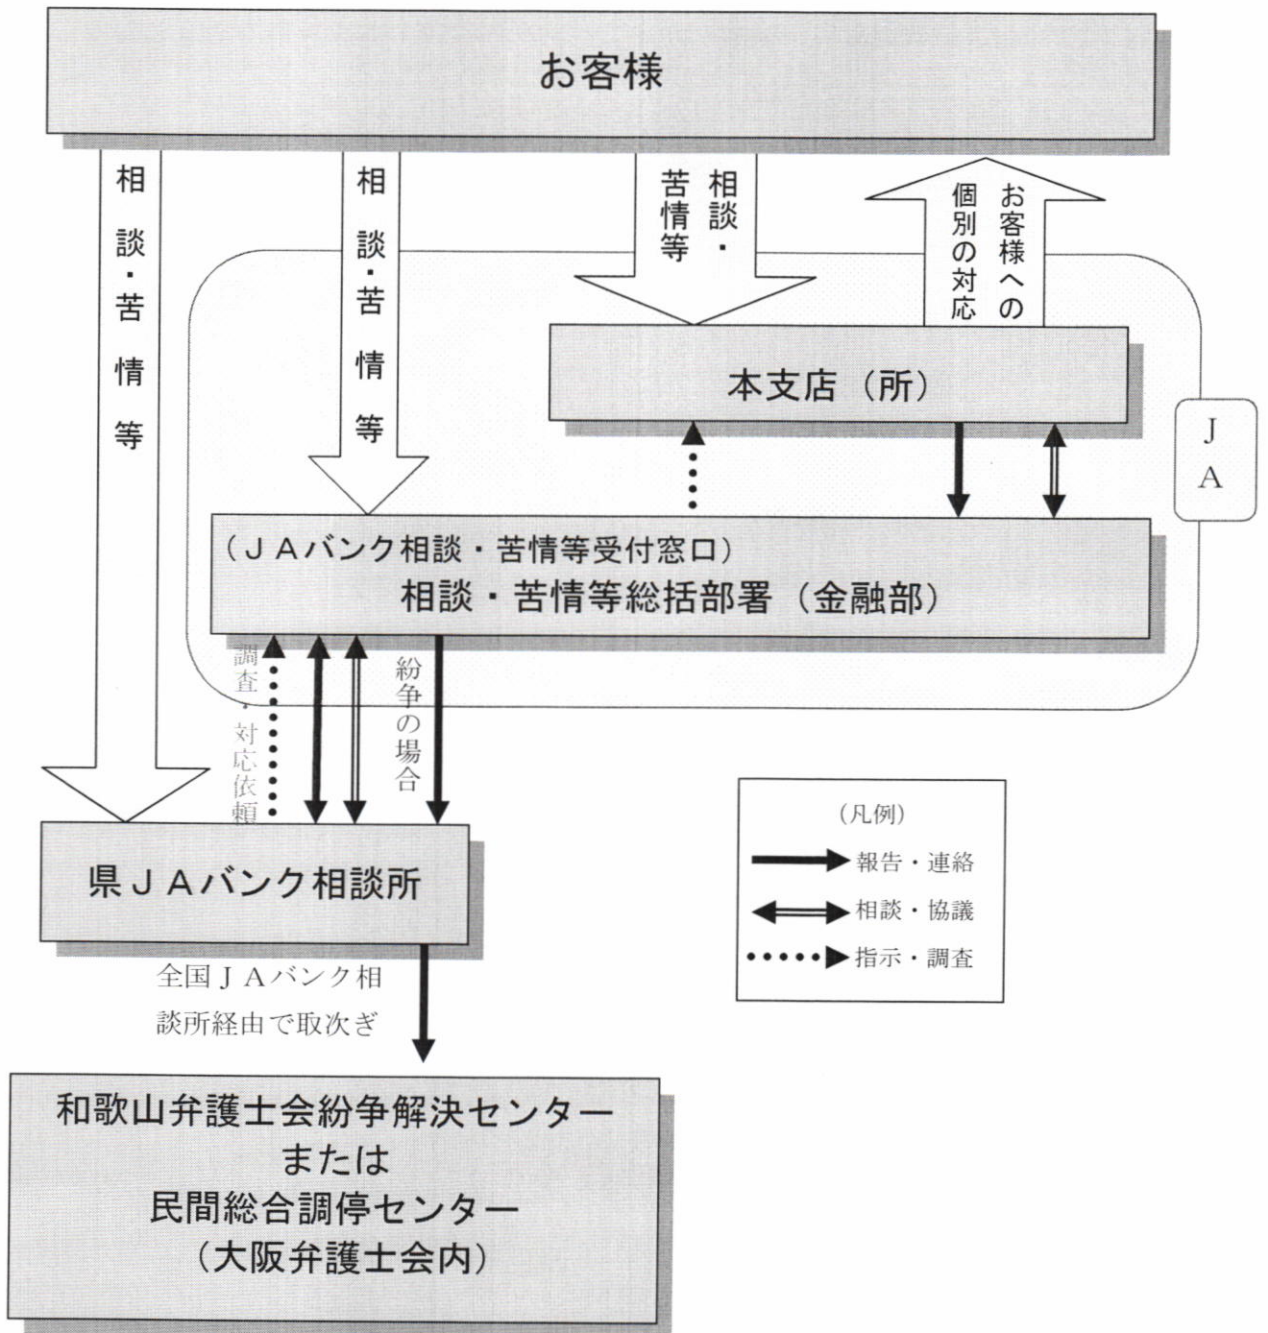 お客様
相談・苦情等
相談・苦情等
相談・
苦情等
お客様への
個別の対応
本支店（所）
ＪＡ
（ＪＡバンク相談・苦情等受付窓口）
相談・苦情等総括部署（金融部）
調査・対応依頼
紛争の場合
県ＪＡバンク相談所
（凡例）
報告・連絡
相談・協議
指示・調査
全国ＪＡバンク相
談所経由で取次ぎ
和歌山弁護士会紛争解決センター
または
民間総合調停センター
（大阪弁護士会内）